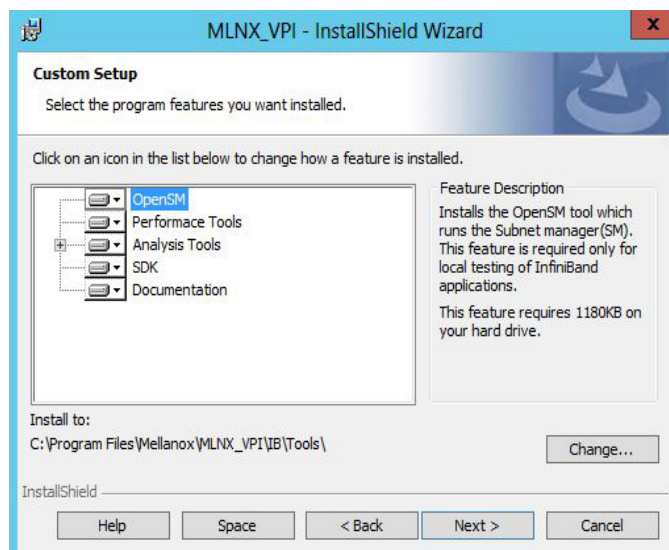 MLNX_VPI - InstallShield Wizard
x
Custom Setup
Select the program features you want installed.
Click on an icon in the list below to change how a feature is installed.
OpenSM
Performace Tools
Analysis Tools
SDK
Documentation
Feature Description
Installs the OpenSM tool which
runs the Subnet manager(SM).
This feature is required only for
local testing of InfiniBand
applications.
This feature requires 1180KB on
your hard drive.
Install to:
C:\Program Files\Mellanox\MLNX_VPI\IB\Tools\
Change...
InstallShield
Help
Space
< Back
Next >
Cancel